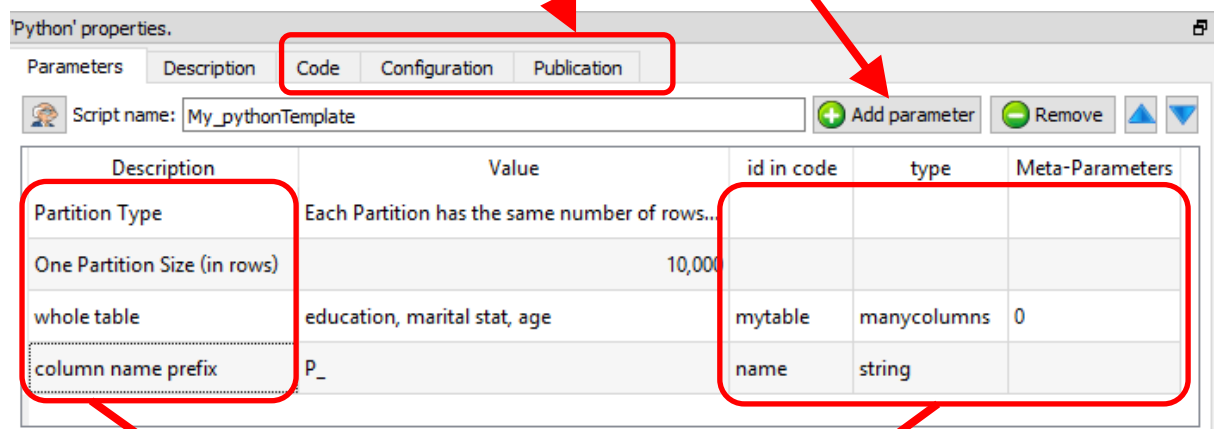 'Python' properties.
Parameters Description Code Configuration Publication
Script name: My_pythonTemplate Add parameter Remove
Description Value id in code type Meta-Parameters
Partition Type Each Partition has the same number of rows...
One Partition Size (in rows) 10,000
whole table education, marital stat, age mytable manycolumns 0
column name prefix P_ name string